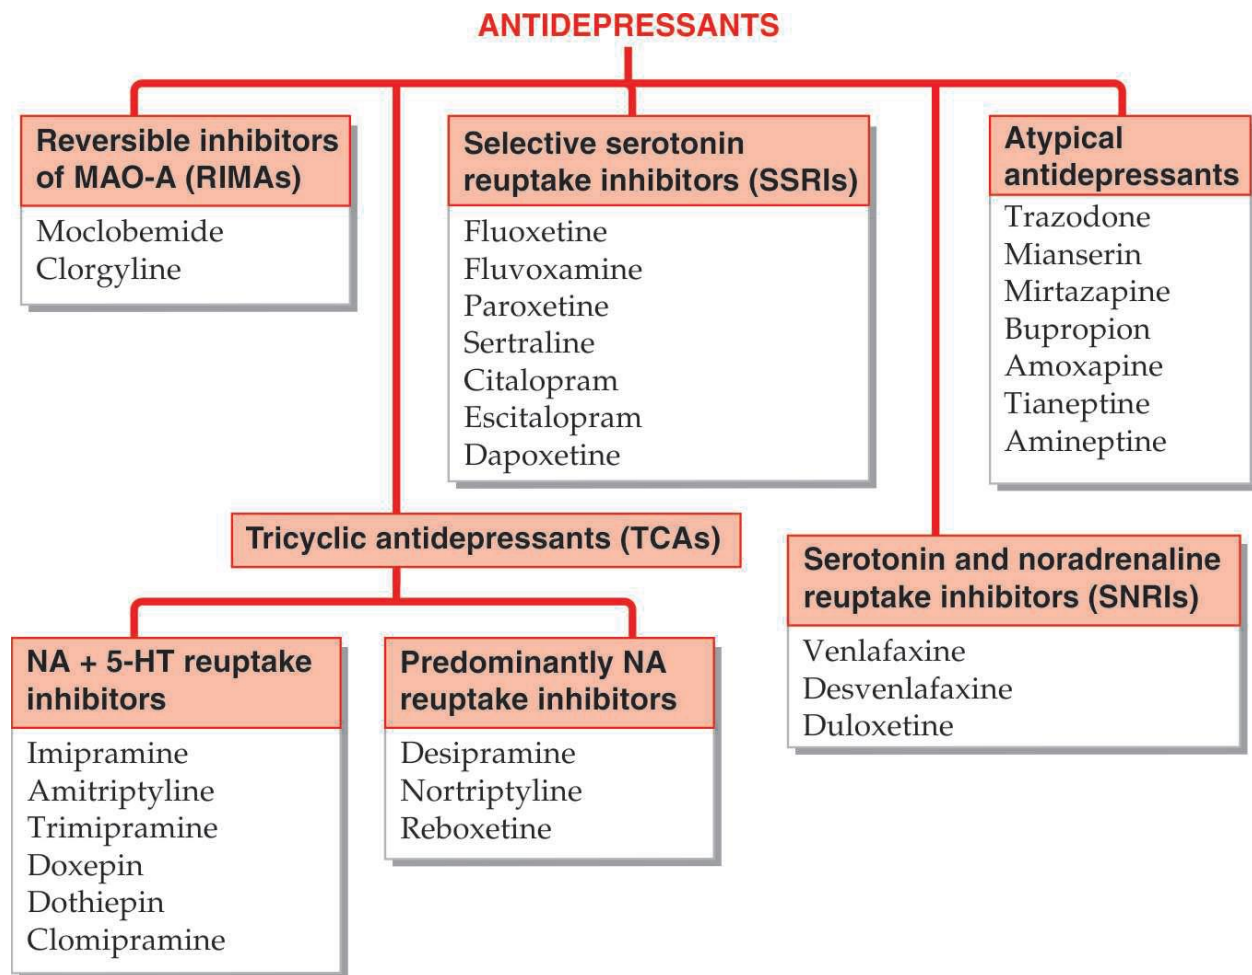 ANTIDEPRESSANTS
Reversible inhibitors
of MAO-A (RIMAs)
Moclobemide
Clorgyline
Selective serotonin
reuptake inhibitors (SSRIs)
Fluoxetine
Fluvoxamine
Paroxetine
Sertraline
Citalopram
Escitalopram
Dapoxetine
Atypical
antidepressants
Trazodone
Mianserin
Mirtazapine
Bupropion
Amoxapine
Tianeptine
Amineptine
Tricyclic antidepressants (TCAs)
NA + 5-HT reuptake
inhibitors
Imipramine
Amitriptyline
Trimipramine
Doxepin
Dothiepin
Clomipramine
Predominantly NA
reuptake inhibitors
Desipramine
Nortriptyline
Reboxetine
Serotonin and noradrenaline
reuptake inhibitors (SNRIs)
Venlafaxine
Desvenlafaxine
Duloxetine